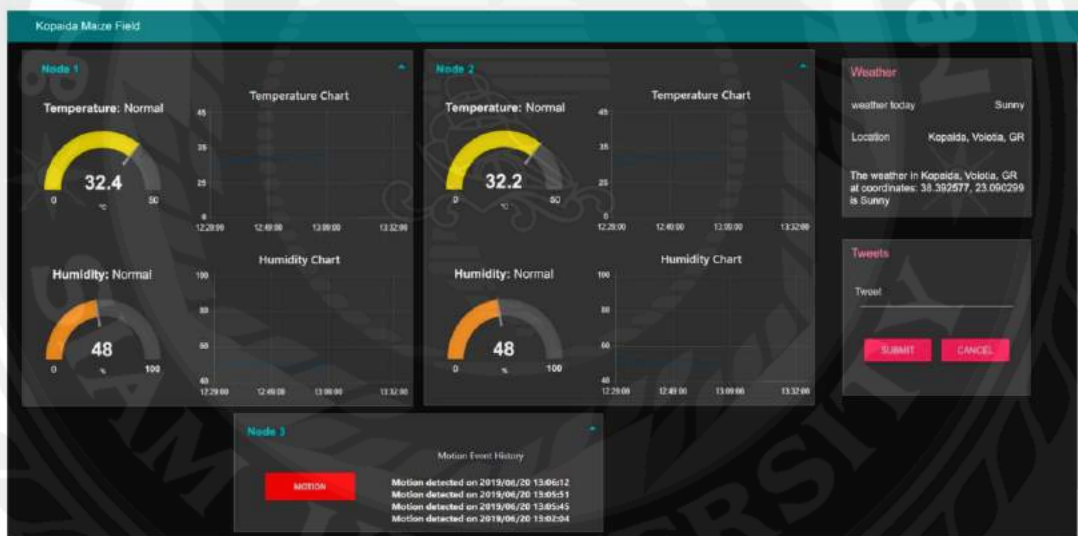 Kopaida Maize Field
Node 1
Temperature: Normal
32.4
0
50
°C
Temperature Chart
45
35
25
6
12:29:00
12:49:00
13:09:00
13:32:00
Humidity: Normal
48
0
100
%
Humidity Chart
100
80
60
40
12:29:00
12:49:00
13:09:00
13:32:00
Node 2
Temperature: Normal
32.2
0
50
°C
Temperature Chart
45
35
25
12:29:00
12:49:00
13:09:00
13:32:00
Humidity: Normal
48
0
100
%
Humidity Chart
100
80
60
40
12:29:00
12:49:00
13:09:00
13:32:00
Weather
weather today
Sunny
Location
Kopaida, Voiotia, GR
The weather in Kopaida, Voiotia, GR
at coordinates: 38.392577, 23.090299
is Sunny
Tweets
Tweet
SUBMIT
CANCEL
Node 3
MOTION
Motion Event History
Motion detected on 2019/06/20 13:06:12
Motion detected on 2019/06/20 13:05:51
Motion detected on 2019/06/20 13:05:45
Motion detected on 2019/06/20 13:02:04